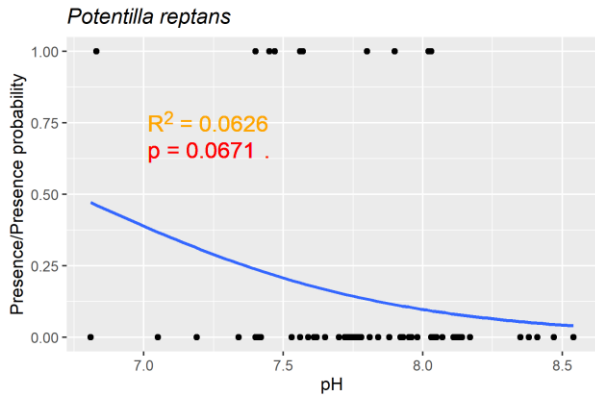 Potentilla reptans
1.00
0.75
0.50
0.25
0.00
Presence/Presence probability
R² = 0.0626
p = 0.0671 .
7.0 7.5 8.0 8.5
pH